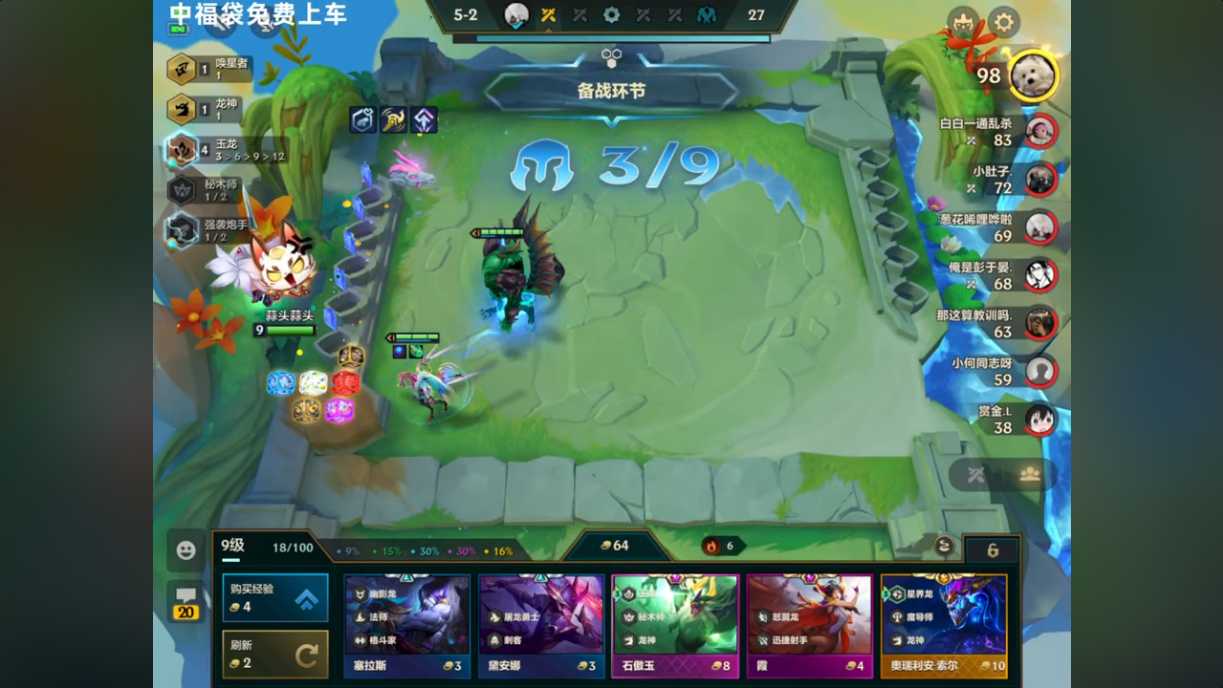 中福袋免费上车
5-2
27
备战环节
3/9
1 唤星者
1
1 龙神
1
4 玉龙
3 > 6 > 9 > 12
秘术师
1 / 2
强袭炮手
1 / 2
蒜头蒜头
9
98
白白一通乱杀
83
小肚子.
72
葱花唏哩哗啦
69
俺是彭于晏.
68
那这算教训吗.
63
小何同志呀
59
赏金.L
38
9级
18/100
9% 15% 30% 30% 16%
64
6
6
20
购买经验
4
刷新
2
幽影龙
法师
格斗家
塞拉斯 3
屠龙勇士
刺客
黛安娜 3
玉龙
秘术师
龙神
石傲玉 8
怒翼龙
迅捷射手
霞 4
星界龙
魔导师
龙神
奥瑞利安·索尔 10